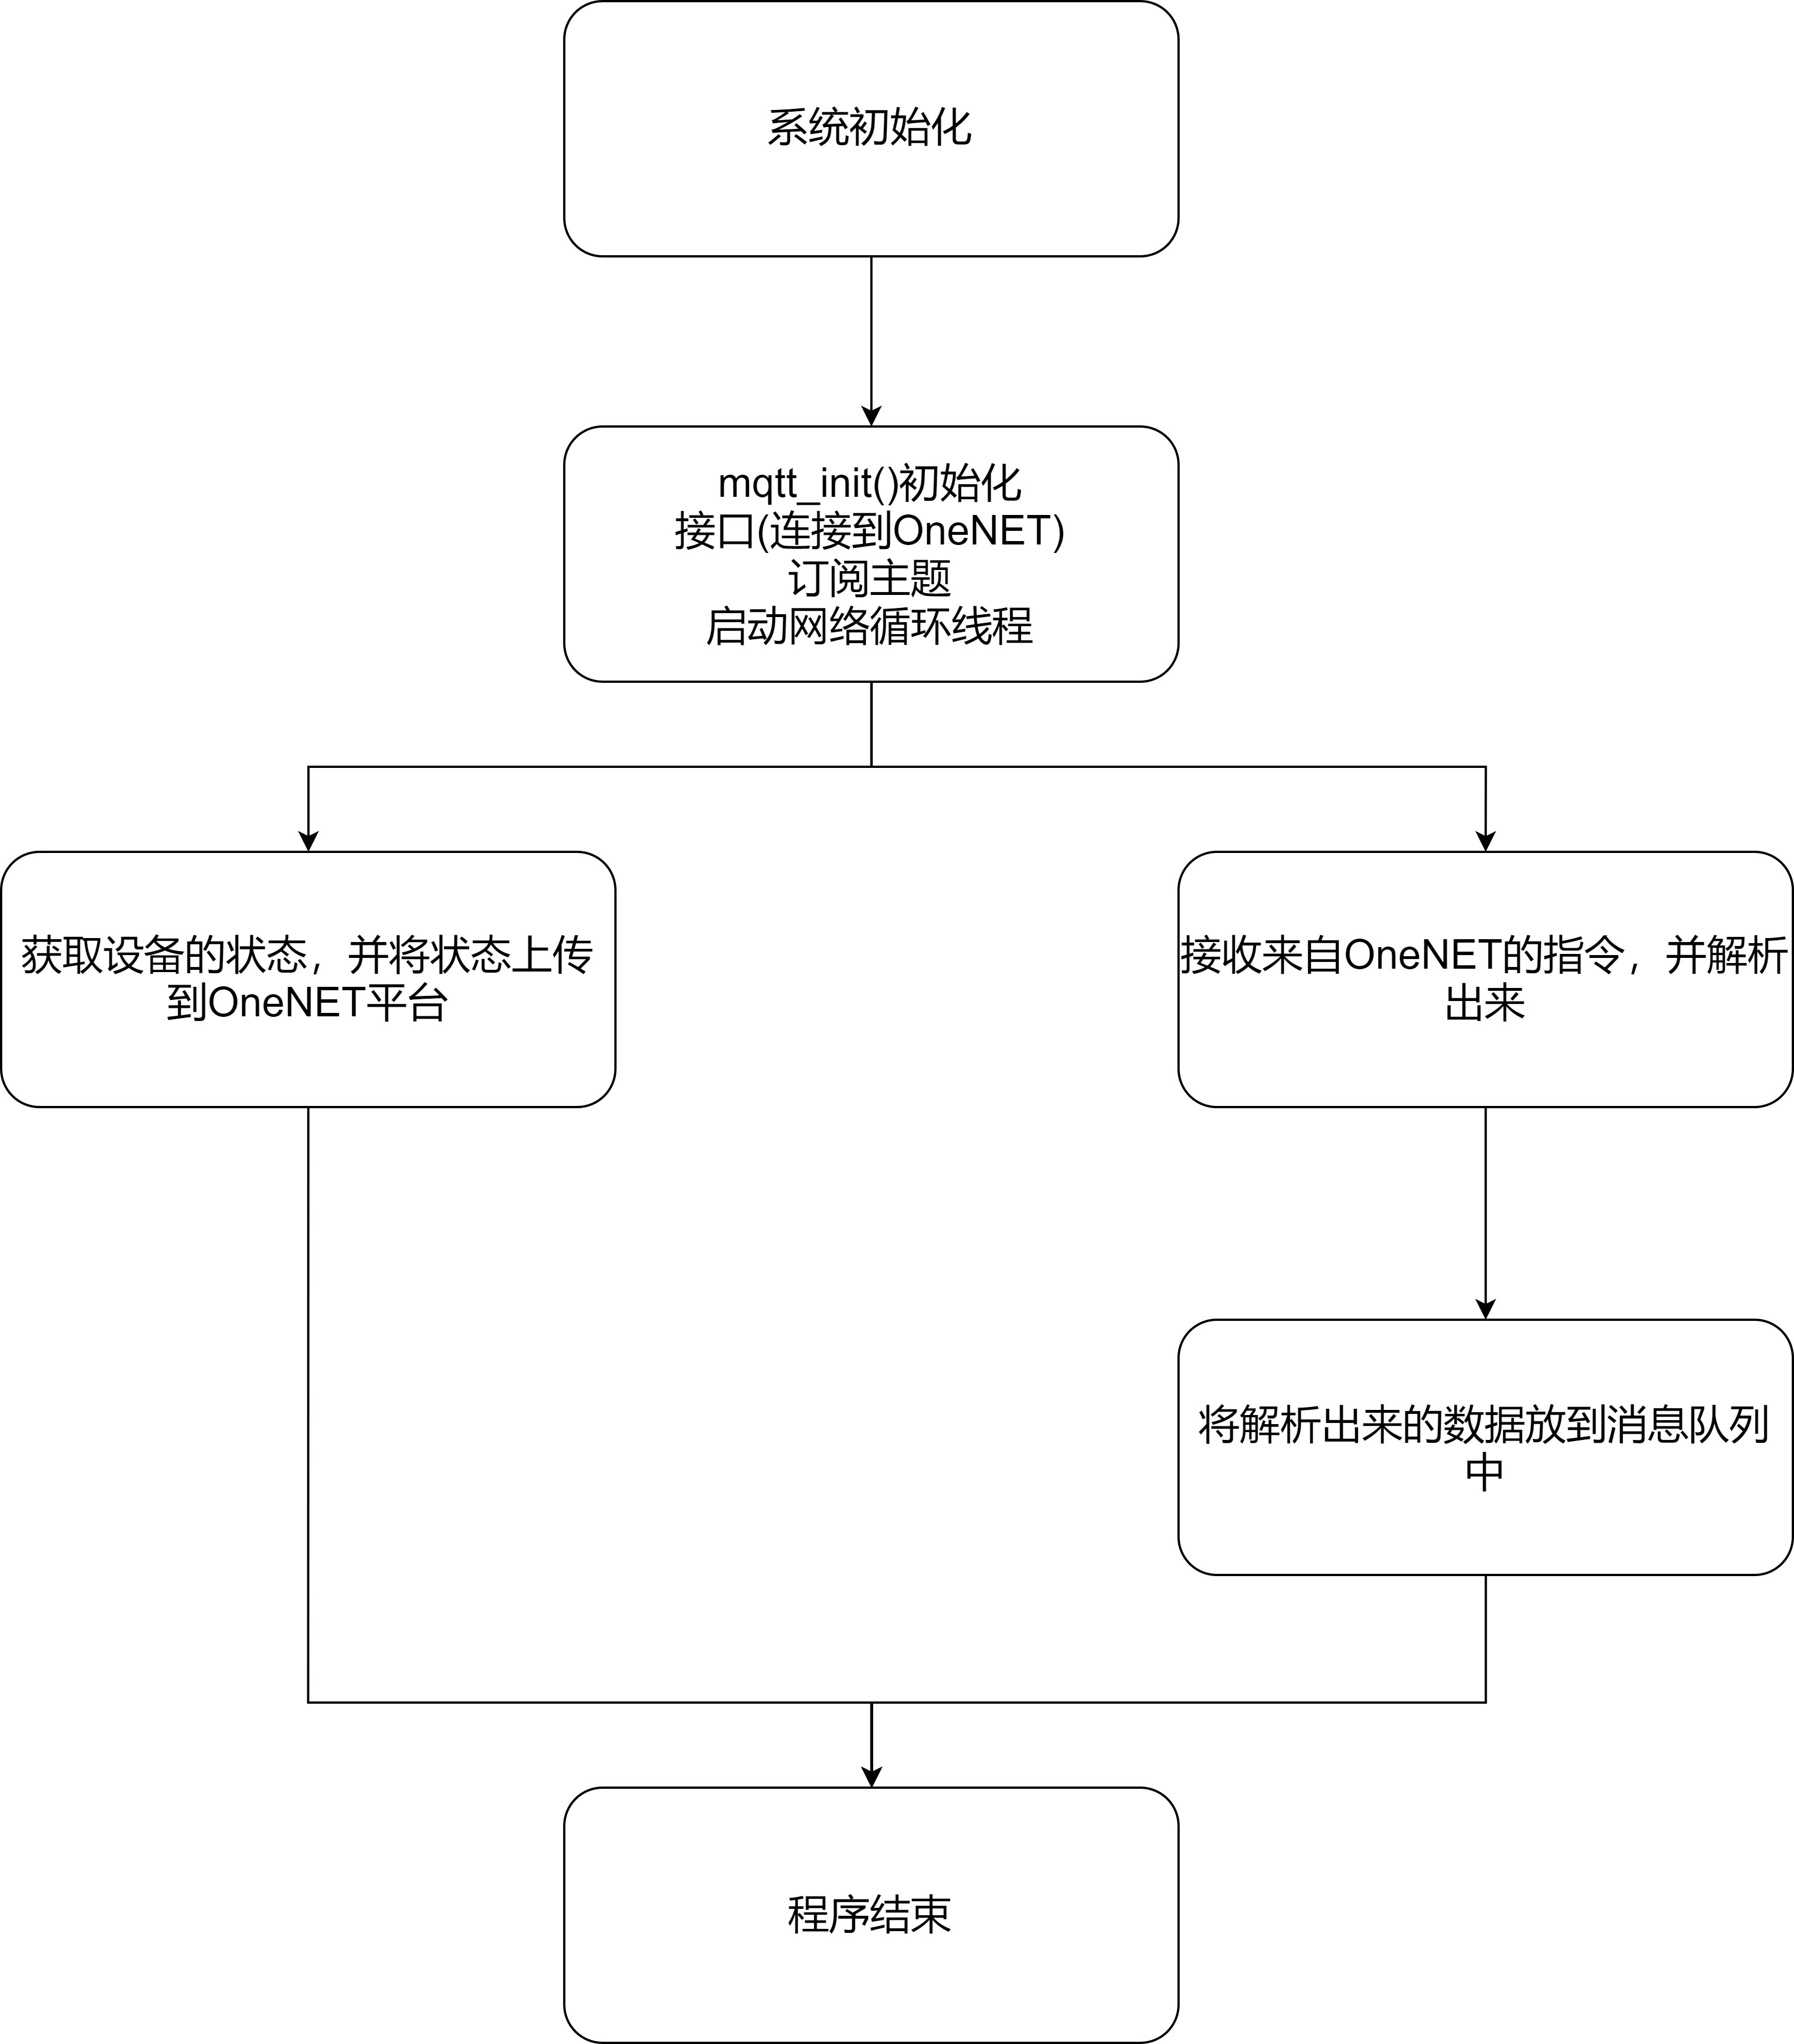 系统初始化
mqtt_init()初始化
接口(连接到OneNET)
订阅主题
启动网络循环线程
获取设备的状态，并将状态上传
到OneNET平台
接收来自OneNET的指令，并解析
出来
将解析出来的数据放到消息队列
中
程序结束